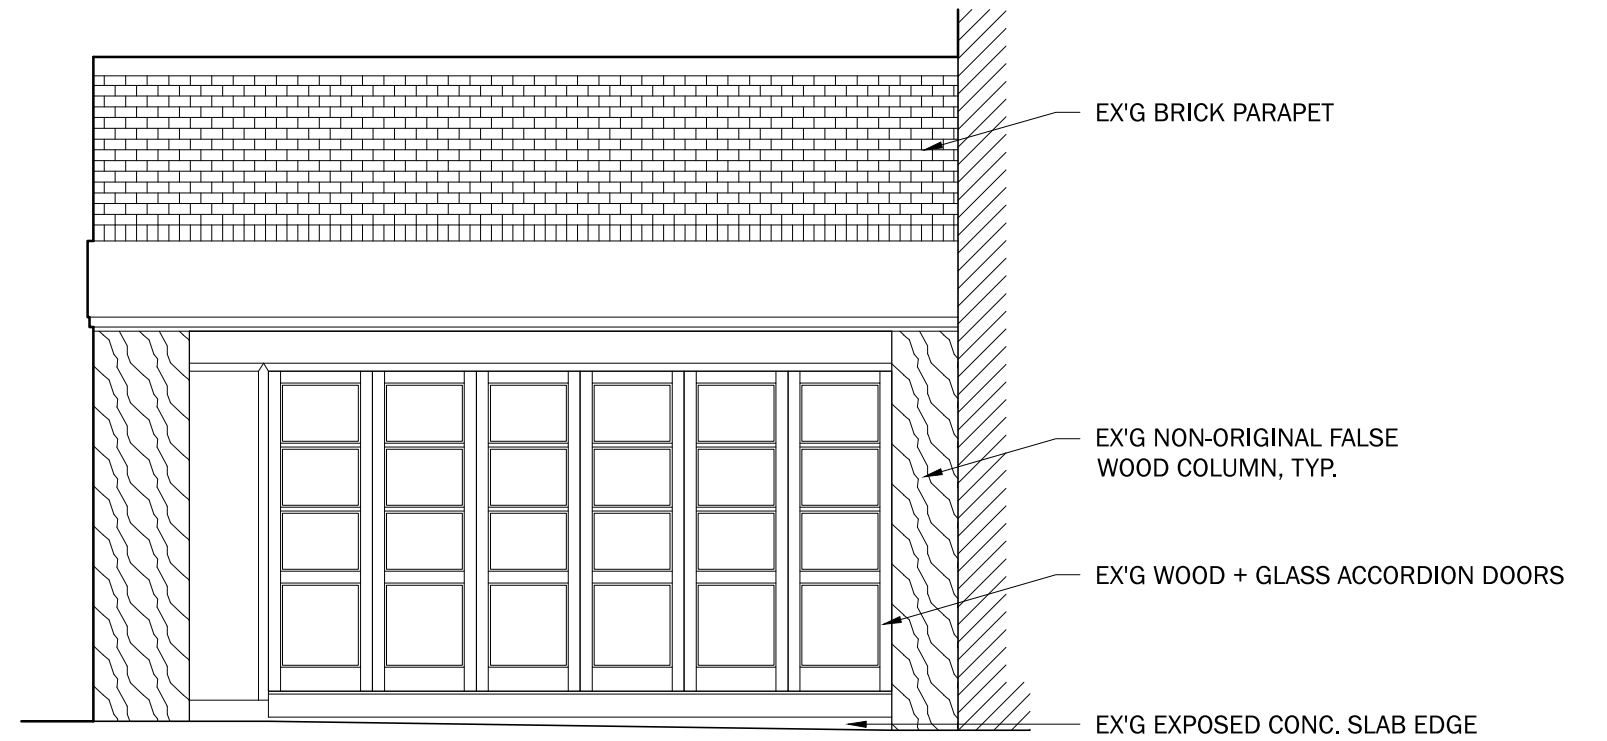 EX'G BRICK PARAPET
EX'G NON-ORIGINAL FALSE
WOOD COLUMN, TYP.
EX'G WOOD + GLASS ACCORDION DOORS
EX'G EXPOSED CONC. SLAB EDGE